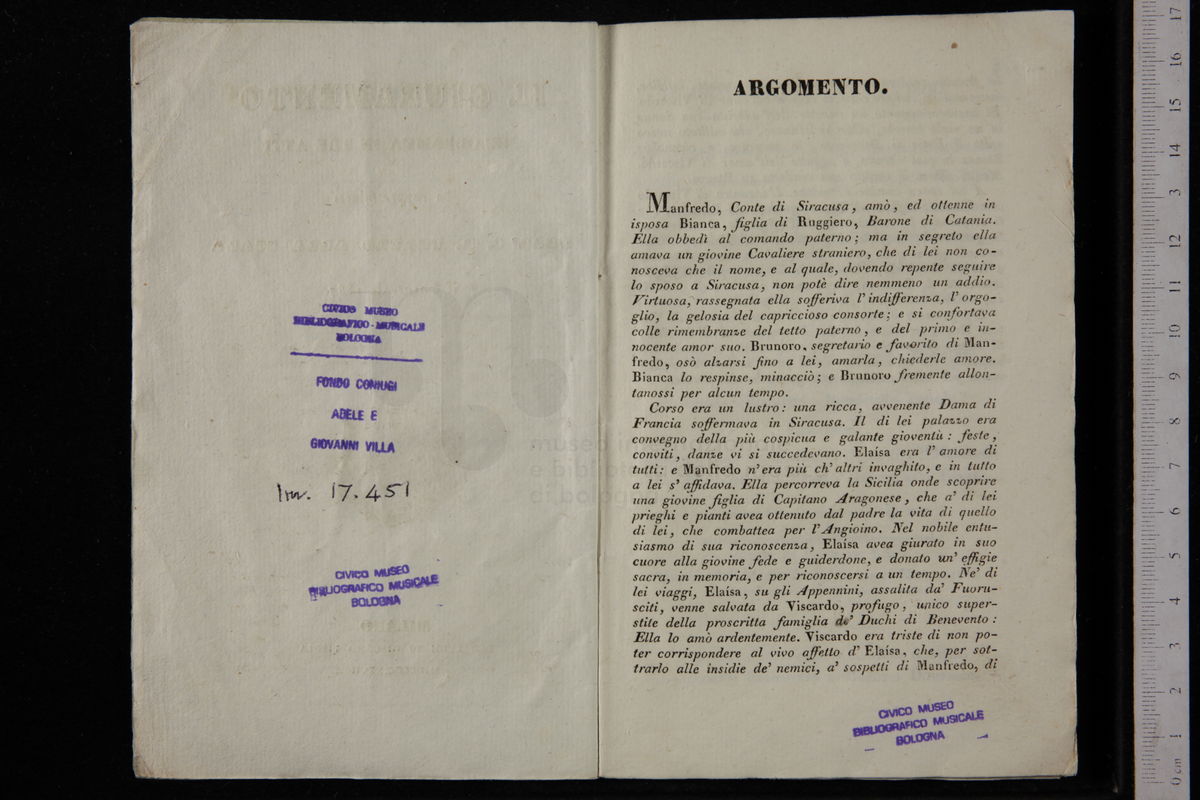 CIVICO MUSEO
BIBLIOGRAFICO-MUSICALE
BOLOGNA
FONDO CONIUGI
ADELE E
GIOVANNI VILLA
Inv. 17.451
CIVICO MUSEO
BIBLIOGRAFICO MUSICALE
BOLOGNA
ARGOMENTO.
Manfredo, Conte di Siracusa, amò, ed ottenne in
isposa Bianca, figlia di Ruggiero, Barone di Catania.
Ella obbedì al comando paterno; ma in segreto ella
amava un giovine Cavaliere straniero, che di lei non co-
nosceva che il nome, e al quale, dovendo repente seguire
lo sposo a Siracusa, non potè dire nemmeno un addio.
Virtuosa, rassegnata ella sofferiva l'indifferenza, l'orgo-
glio, la gelosia del capriccioso consorte; e si confortava
colle rimembranze del tetto paterno, e del primo e in-
nocente amor suo. Brunoro, segretario e favorito di Man-
fredo, osò alzarsi fino a lei, amarla, chiederle amore.
Bianca lo respinse, minacciò; e Brunoro fremente allon-
tanossi per alcun tempo.
Corso era un lustro: una ricca, avvenente Dama di
Francia soffermava in Siracusa. Il di lei palazzo era
convegno della più cospicua e galante gioventù: feste,
conviti, danze vi si succedevano. Elaisa era l'amore di
tutti: e Manfredo n'era più ch'altri invaghito, e in tutto
a lei s'affidava. Ella percorreva la Sicilia onde scoprire
una giovine figlia di Capitano Aragonese, che a' di lei
prieghi e pianti avea ottenuto dal padre la vita di quello
di lei, che combattea per l'Angioino. Nel nobile entu-
siasmo di sua riconoscenza, Elaisa avea giurato in suo
cuore alla giovine fede e guiderdone, e donato un' effigie
sacra, in memoria, e per riconoscersi a un tempo. Ne' di
lei viaggi, Elaisa, su gli Appennini, assalita da' Fuoru-
sciti, venne salvata da Viscardo, profugo, unico super-
stite della proscritta famiglia de' Duchi di Benevento:
Ella lo amò ardentemente. Viscardo era triste di non po-
ter corrispondere al vivo affetto d' Elaisa, che, per sot-
trarlo alle insidie de' nemici, a' sospetti di Manfredo, di
CIVICO MUSEO
BIBLIOGRAFICO MUSICALE
BOLOGNA